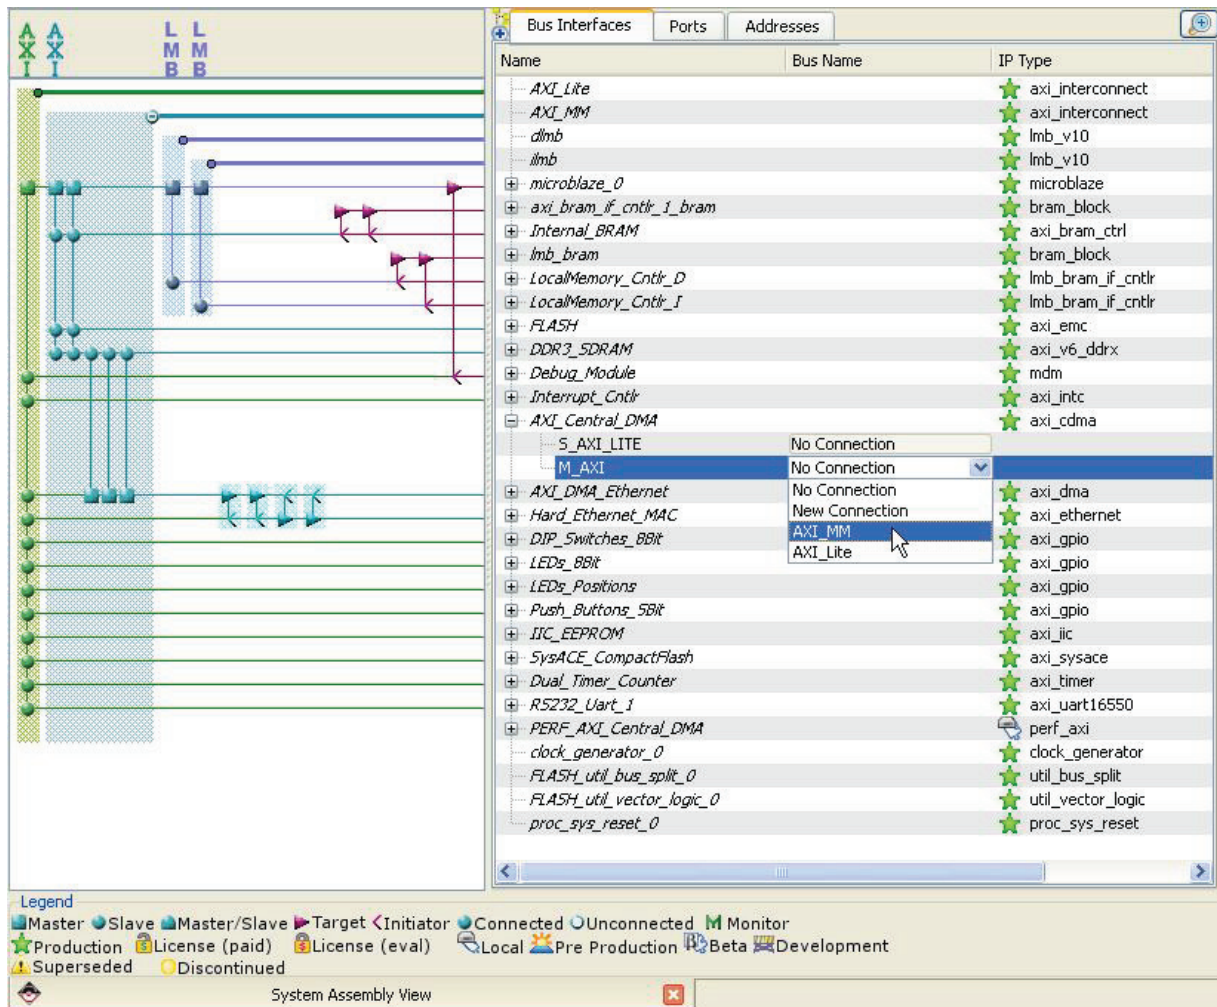 AXI AXI LMB LMB
Bus Interfaces Ports Addresses
Name Bus Name IP Type
AXI_Lite axi_interconnect
AXI_MM axi_interconnect
dlmb lmb_v10
ilmb lmb_v10
microblaze_0 microblaze
axi_bram_if_cntlr_1_bram bram_block
Internal_BRAM axi_bram_ctrl
lmb_bram bram_block
LocalMemory_Cntlr_D lmb_bram_if_cntlr
LocalMemory_Cntlr_I lmb_bram_if_cntlr
FLASH axi_emc
DDR3_SDRAM axi_v6_ddrx
Debug_Module mdm
Interrupt_Cntlr axi_intc
AXI_Central_DMA axi_cdma
S_AXI_LITE No Connection
M_AXI No Connection
AXI_DMA_Ethernet No Connection axi_dma
Hard_Ethernet_MAC New Connection axi_ethernet
DIP_Switches_8Bit AXI_MM axi_gpio
LEDs_8Bit AXI_Lite axi_gpio
LEDs_Positions axi_gpio
Push_Buttons_5Bit axi_gpio
IIC_EEPROM axi_iic
SysACE_CompactFlash axi_sysace
Dual_Timer_Counter axi_timer
RS232_Uart_1 axi_uart16550
PERF_AXI_Central_DMA perf_axi
clock_generator_0 clock_generator
FLASH_util_bus_split_0 util_bus_split
FLASH_util_vector_logic_0 util_vector_logic
proc_sys_reset_0 proc_sys_reset
Legend
Master Slave Master/Slave Target Initiator Connected Unconnected M Monitor
Production License (paid) License (eval) Local Pre Production Beta Development
Superseded Discontinued
System Assembly View